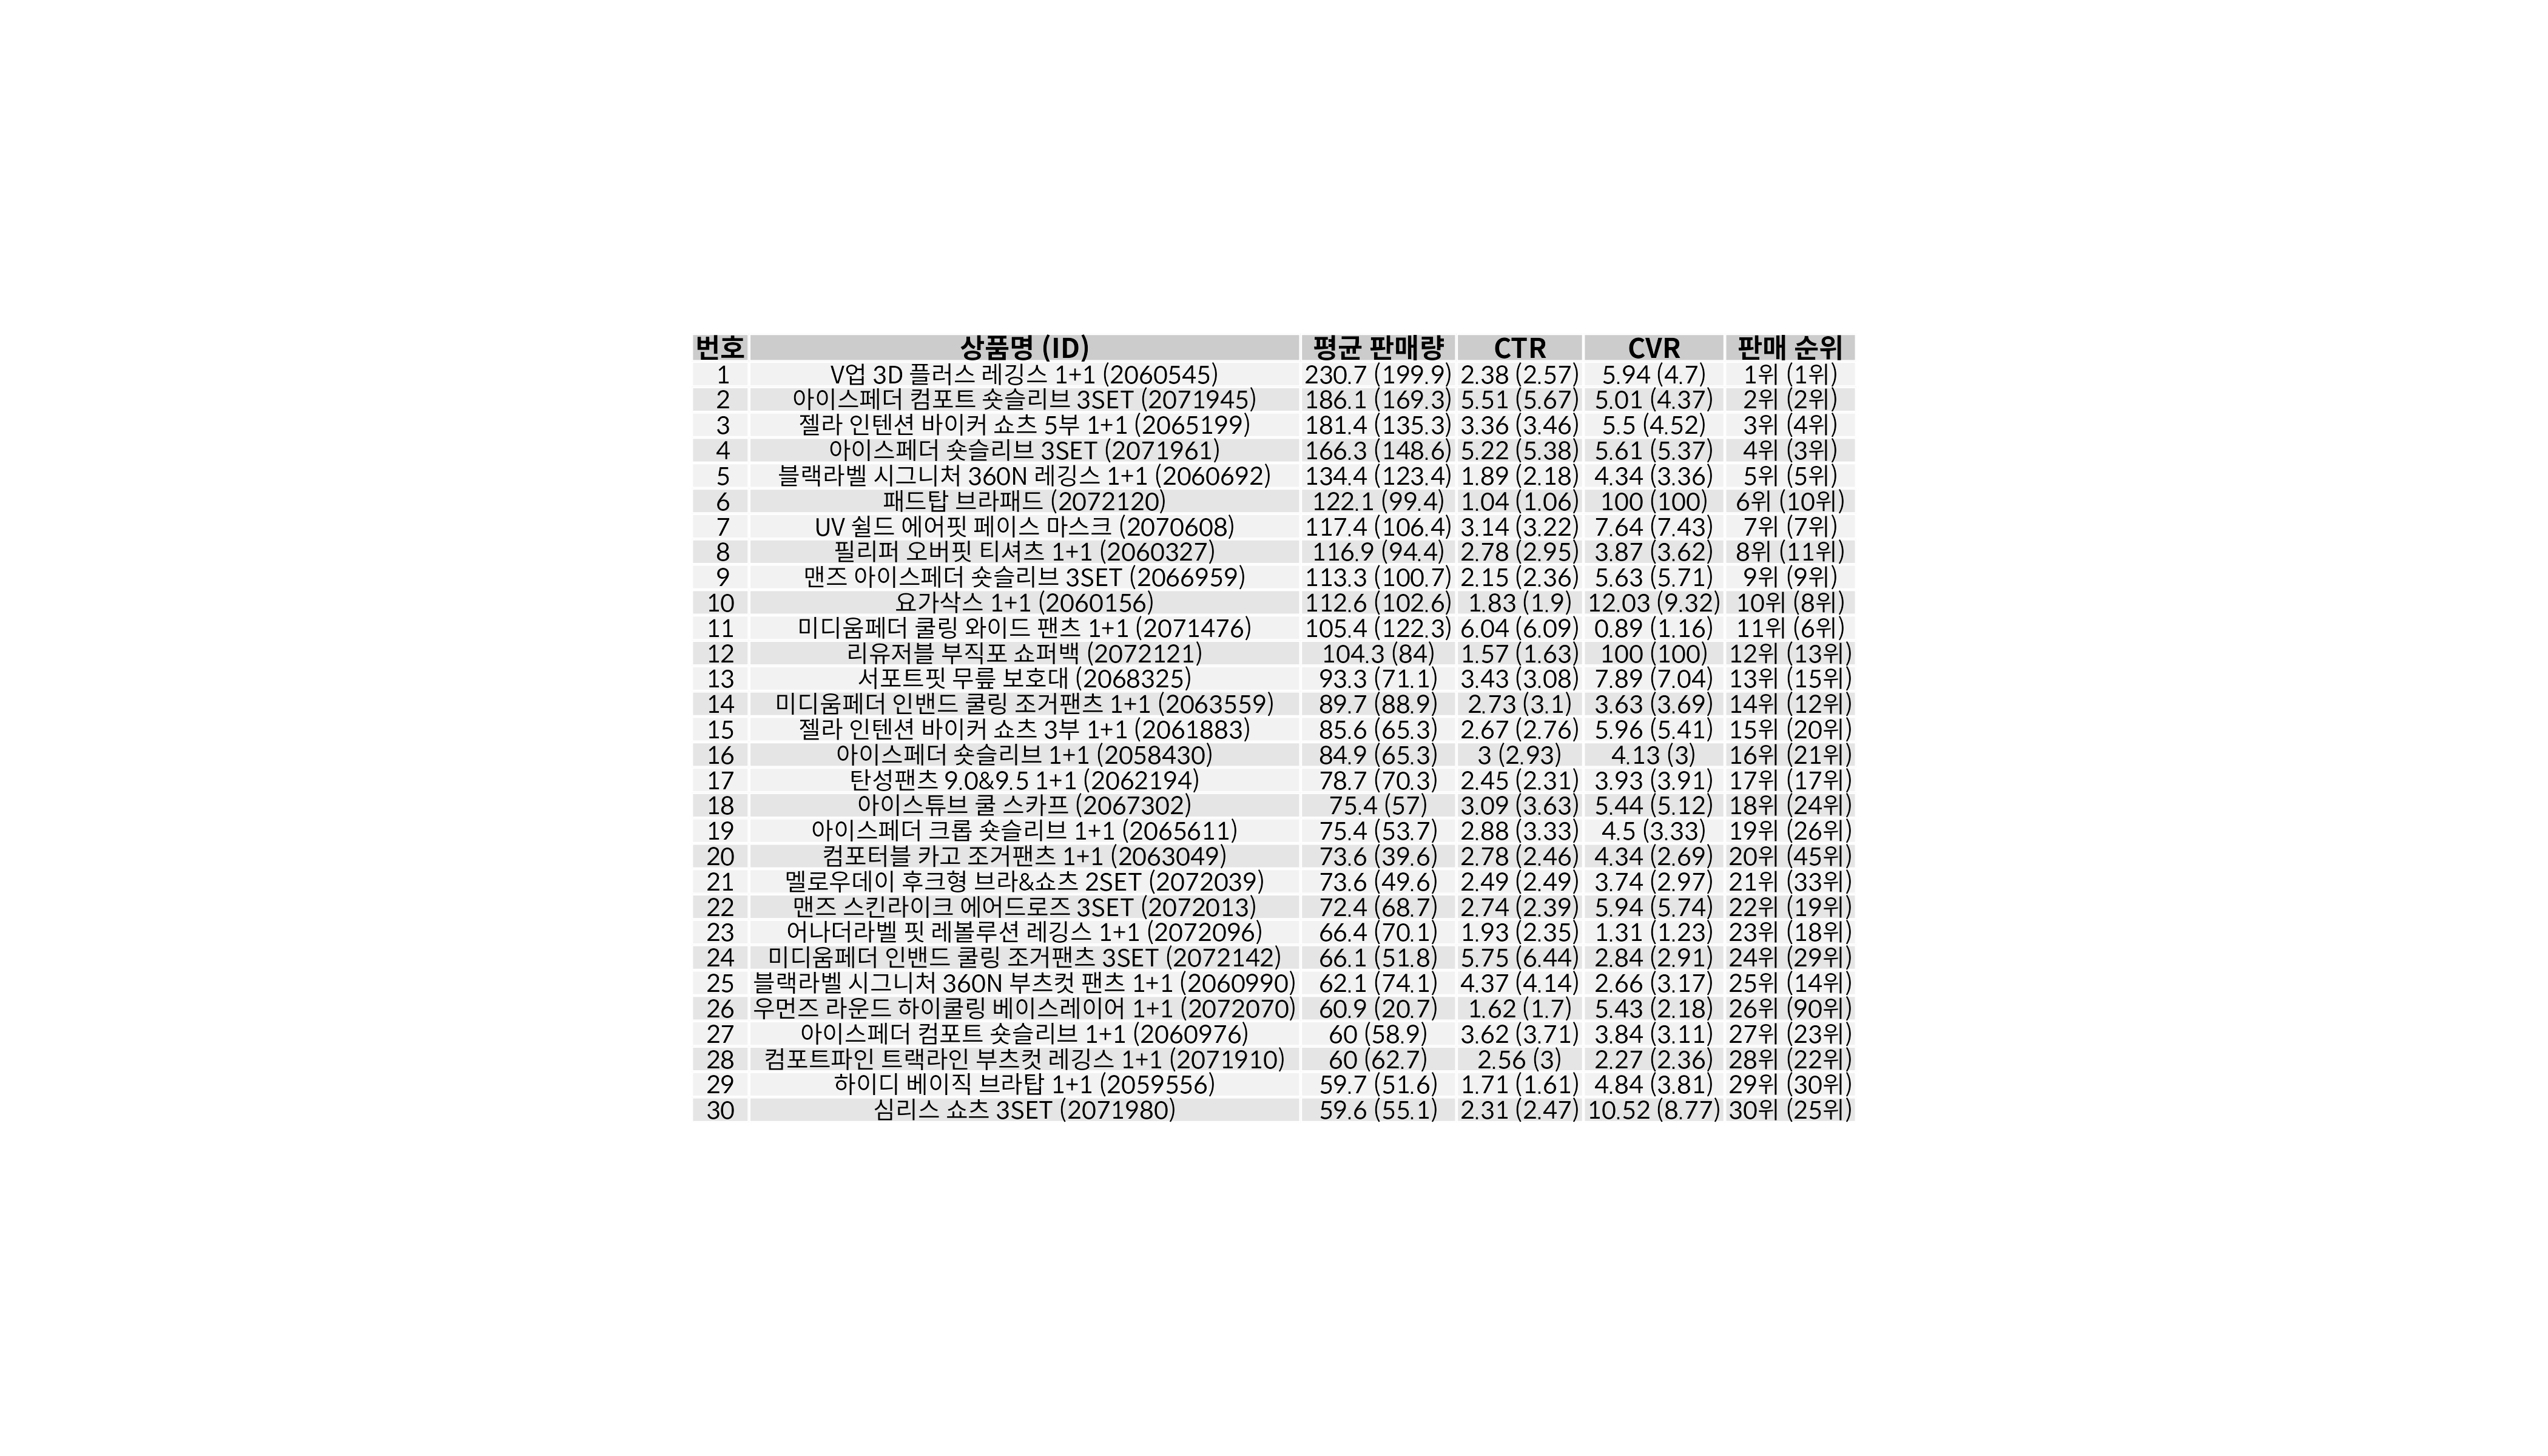 번호 상품명 (ID) 평균 판매량 CTR CVR 판매 순위
1 V업 3D 플러스 레깅스 1+1 (2060545) 230.7 (199.9) 2.38 (2.57) 5.94 (4.7) 1위 (1위)
2 아이스페더 컴포트 숏슬리브 3SET (2071945) 186.1 (169.3) 5.51 (5.67) 5.01 (4.37) 2위 (2위)
3 젤라 인텐션 바이커 쇼츠 5부 1+1 (2065199) 181.4 (135.3) 3.36 (3.46) 5.5 (4.52) 3위 (4위)
4 아이스페더 숏슬리브 3SET (2071961) 166.3 (148.6) 5.22 (5.38) 5.61 (5.37) 4위 (3위)
5 블랙라벨 시그니처 360N 레깅스 1+1 (2060692) 134.4 (123.4) 1.89 (2.18) 4.34 (3.36) 5위 (5위)
6 패드탑 브라패드 (2072120) 122.1 (99.4) 1.04 (1.06) 100 (100) 6위 (10위)
7 UV 쉴드 에어핏 페이스 마스크 (2070608) 117.4 (106.4) 3.14 (3.22) 7.64 (7.43) 7위 (7위)
8 필리퍼 오버핏 티셔츠 1+1 (2060327) 116.9 (94.4) 2.78 (2.95) 3.87 (3.62) 8위 (11위)
9 맨즈 아이스페더 숏슬리브 3SET (2066959) 113.3 (100.7) 2.15 (2.36) 5.63 (5.71) 9위 (9위)
10 요가삭스 1+1 (2060156) 112.6 (102.6) 1.83 (1.9) 12.03 (9.32) 10위 (8위)
11 미디움페더 쿨링 와이드 팬츠 1+1 (2071476) 105.4 (122.3) 6.04 (6.09) 0.89 (1.16) 11위 (6위)
12 리유저블 부직포 쇼퍼백 (2072121) 104.3 (84) 1.57 (1.63) 100 (100) 12위 (13위)
13 서포트핏 무릎 보호대 (2068325) 93.3 (71.1) 3.43 (3.08) 7.89 (7.04) 13위 (15위)
14 미디움페더 인밴드 쿨링 조거팬츠 1+1 (2063559) 89.7 (88.9) 2.73 (3.1) 3.63 (3.69) 14위 (12위)
15 젤라 인텐션 바이커 쇼츠 3부 1+1 (2061883) 85.6 (65.3) 2.67 (2.76) 5.96 (5.41) 15위 (20위)
16 아이스페더 숏슬리브 1+1 (2058430) 84.9 (65.3) 3 (2.93) 4.13 (3) 16위 (21위)
17 탄성팬츠 9.0&9.5 1+1 (2062194) 78.7 (70.3) 2.45 (2.31) 3.93 (3.91) 17위 (17위)
18 아이스튜브 쿨 스카프 (2067302) 75.4 (57) 3.09 (3.63) 5.44 (5.12) 18위 (24위)
19 아이스페더 크롭 숏슬리브 1+1 (2065611) 75.4 (53.7) 2.88 (3.33) 4.5 (3.33) 19위 (26위)
20 컴포터블 카고 조거팬츠 1+1 (2063049) 73.6 (39.6) 2.78 (2.46) 4.34 (2.69) 20위 (45위)
21 멜로우데이 후크형 브라&쇼츠 2SET (2072039) 73.6 (49.6) 2.49 (2.49) 3.74 (2.97) 21위 (33위)
22 맨즈 스킨라이크 에어드로즈 3SET (2072013) 72.4 (68.7) 2.74 (2.39) 5.94 (5.74) 22위 (19위)
23 어나더라벨 핏 레볼루션 레깅스 1+1 (2072096) 66.4 (70.1) 1.93 (2.35) 1.31 (1.23) 23위 (18위)
24 미디움페더 인밴드 쿨링 조거팬츠 3SET (2072142) 66.1 (51.8) 5.75 (6.44) 2.84 (2.91) 24위 (29위)
25 블랙라벨 시그니처 360N 부츠컷 팬츠 1+1 (2060990) 62.1 (74.1) 4.37 (4.14) 2.66 (3.17) 25위 (14위)
26 우먼즈 라운드 하이쿨링 베이스레이어 1+1 (2072070) 60.9 (20.7) 1.62 (1.7) 5.43 (2.18) 26위 (90위)
27 아이스페더 컴포트 숏슬리브 1+1 (2060976) 60 (58.9) 3.62 (3.71) 3.84 (3.11) 27위 (23위)
28 컴포트파인 트랙라인 부츠컷 레깅스 1+1 (2071910) 60 (62.7) 2.56 (3) 2.27 (2.36) 28위 (22위)
29 하이디 베이직 브라탑 1+1 (2059556) 59.7 (51.6) 1.71 (1.61) 4.84 (3.81) 29위 (30위)
30 심리스 쇼츠 3SET (2071980) 59.6 (55.1) 2.31 (2.47) 10.52 (8.77) 30위 (25위)